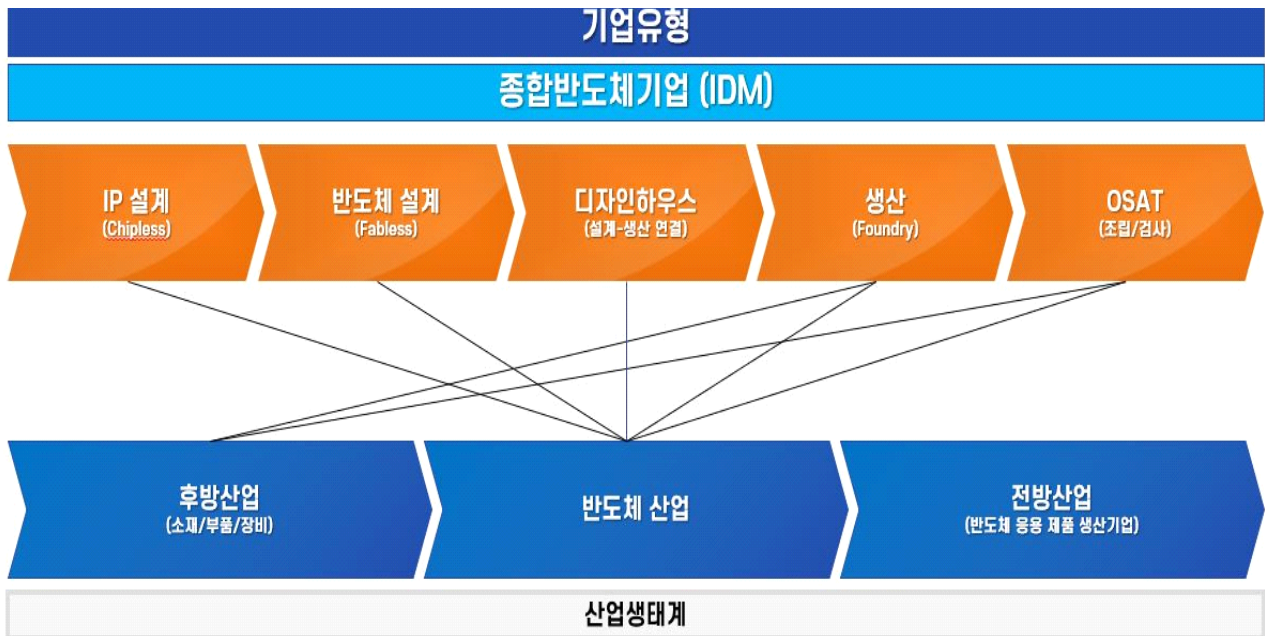 기업유형
종합반도체기업 (IDM)
IP 설계
(Chipless)
반도체 설계
(Fabless)
디자인하우스
(설계-생산 연결)
생산
(Foundry)
OSAT
(조립/검사)
후방산업
(소재/부품/장비)
반도체 산업
전방산업
(반도체 응용 제품 생산기업)
산업생태계